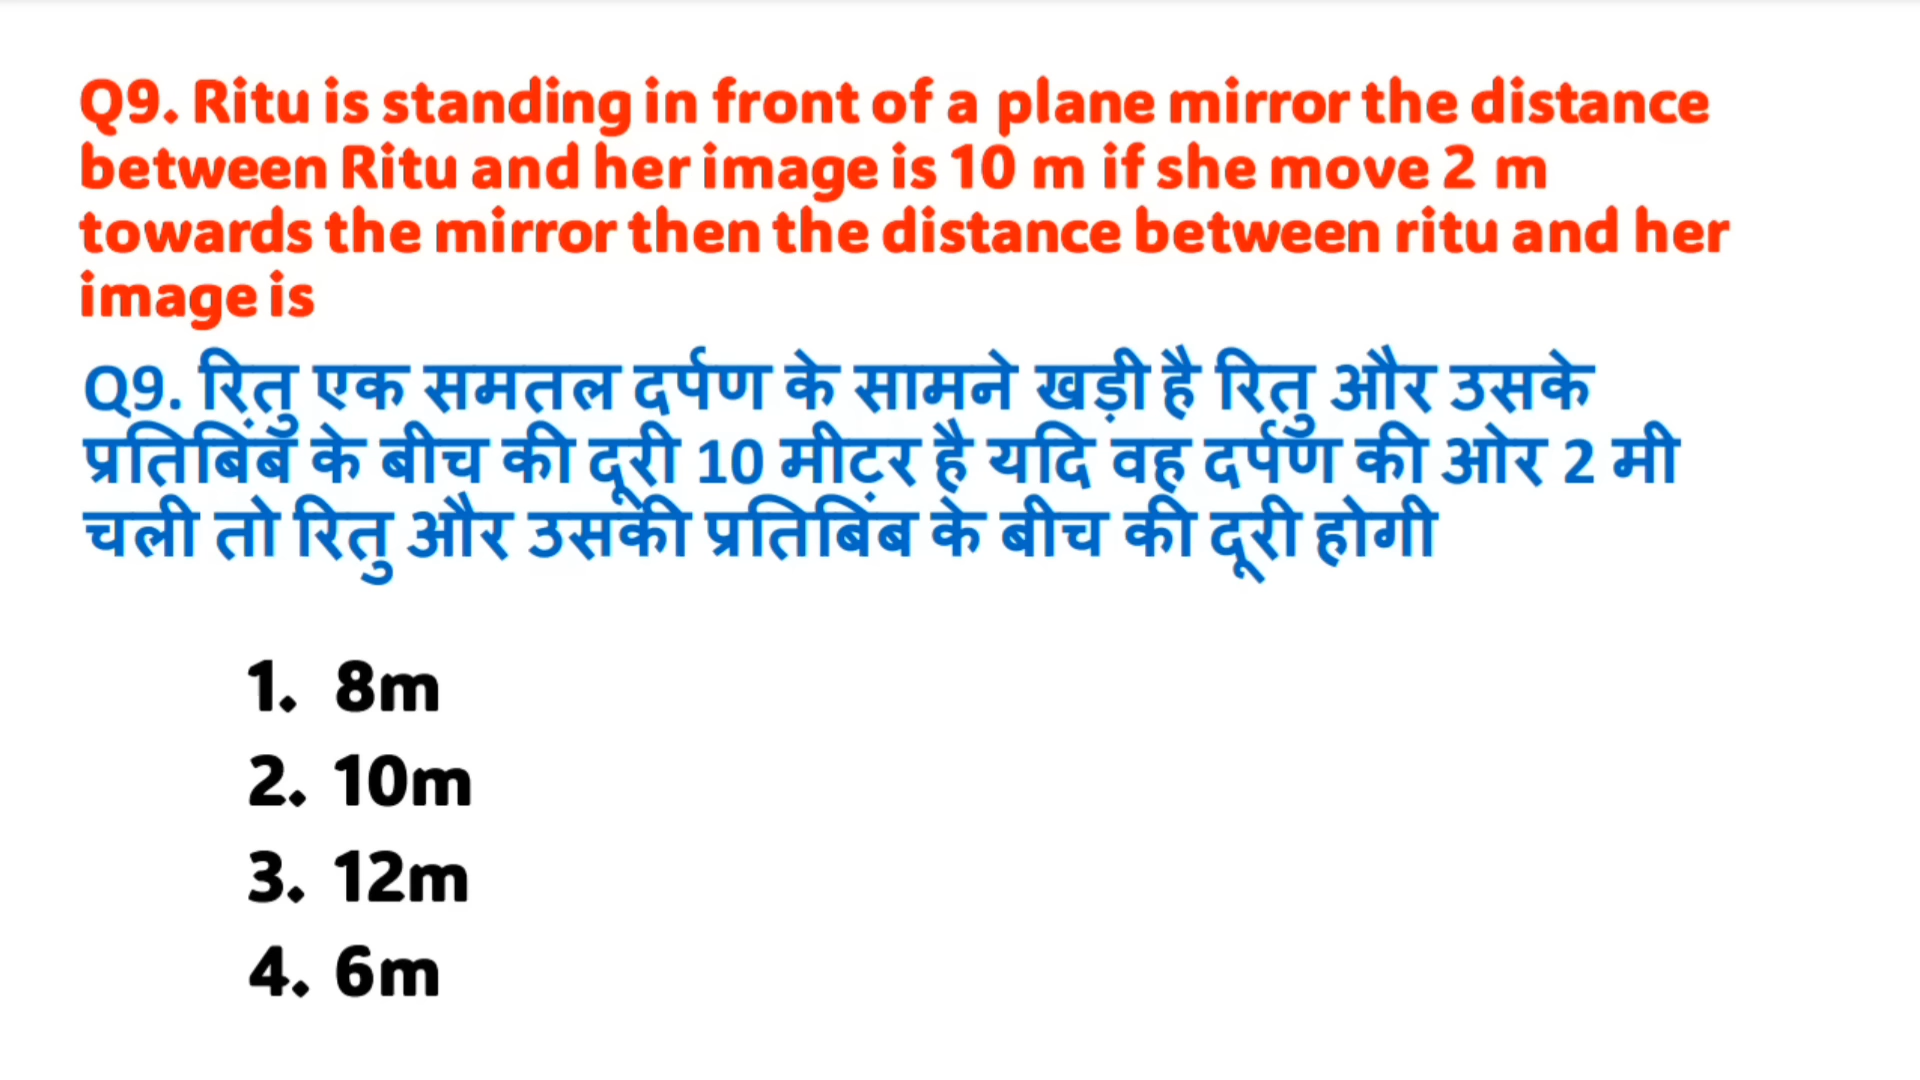 Q9. Ritu is standing in front of a plane mirror the distance
between Ritu and her image is 10 m if she move 2 m
towards the mirror then the distance between ritu and her
image is
Q9. रितु एक समतल दर्पण के सामने खड़ी है रितु और उसके
प्रतिबिंब के बीच की दूरी 10 मीटर है यदि वह दर्पण की ओर 2 मी
चली तो रितु और उसकी प्रतिबिंब के बीच की दूरी होगी
1. 8m
2. 10m
3. 12m
4. 6m